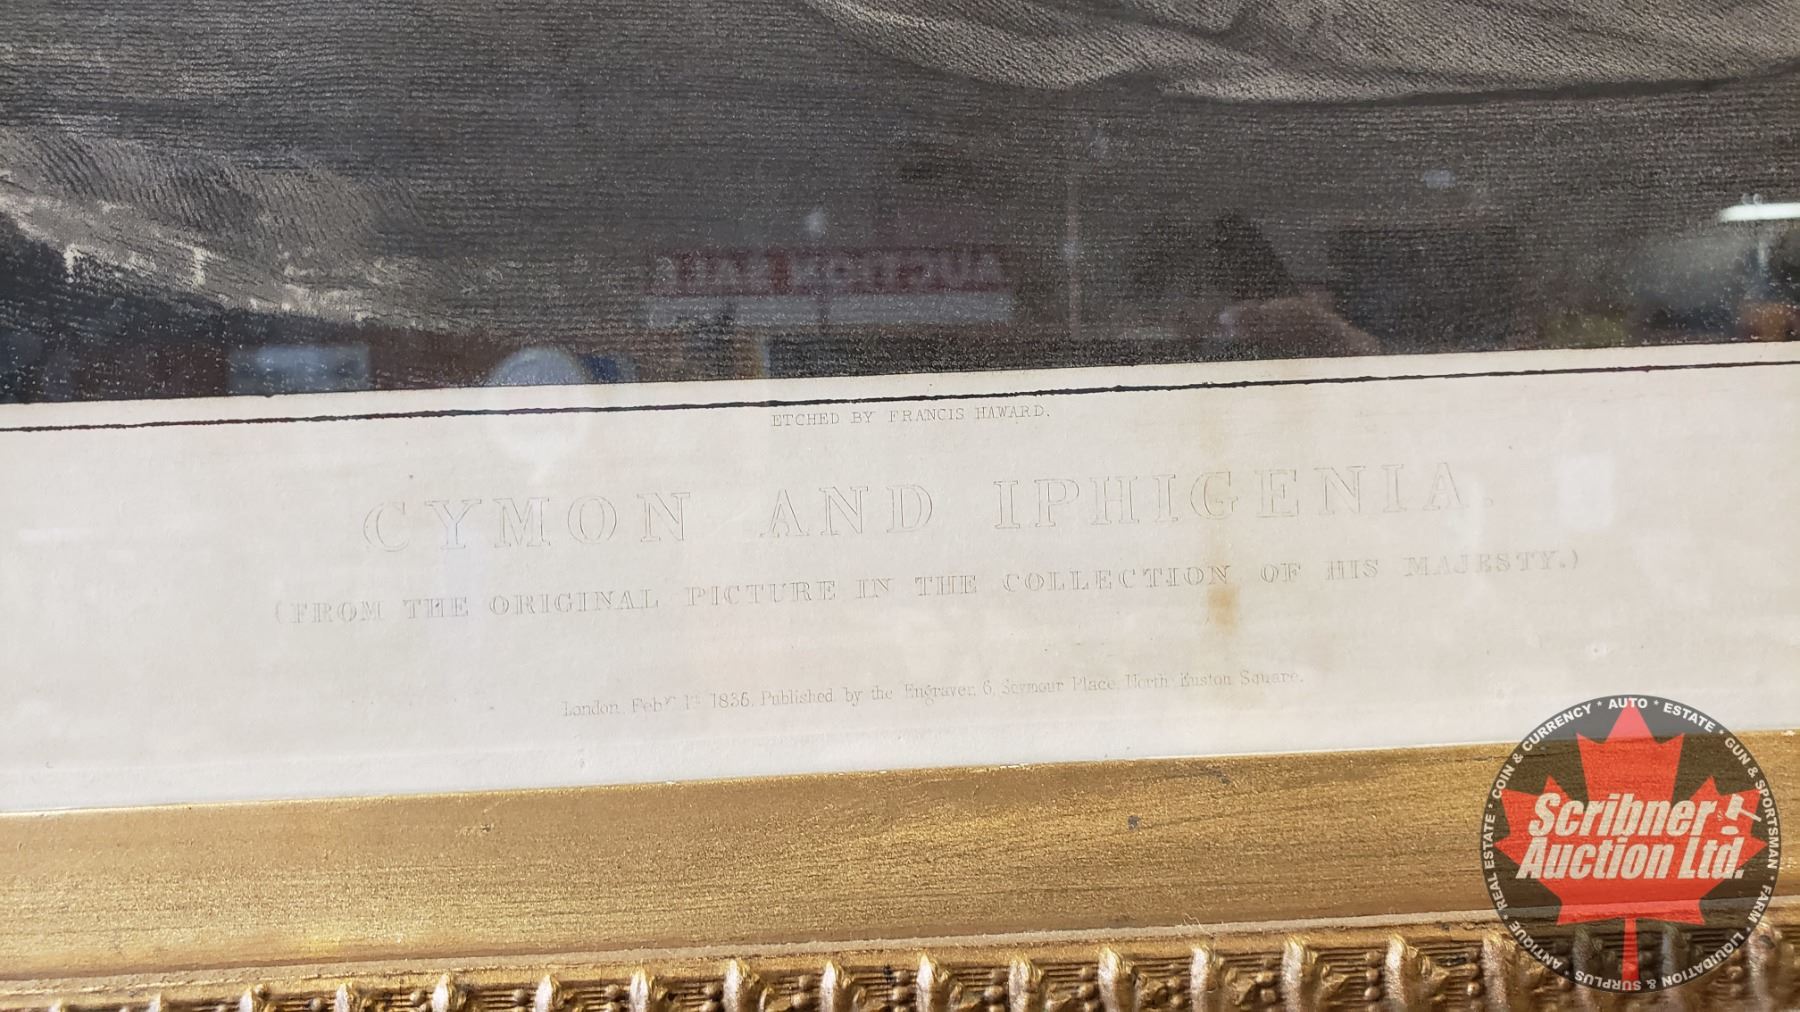 AUCTION SALE
ETCHED BY FRANCIS HAWARD.
CYMON AND IPHIGENIA.
(FROM THE ORIGINAL PICTURE IN THE COLLECTION OF HIS MAJESTY.)
London, Feby 1st 1836, Published by the Engraver, 6, Seymour Place, North Euston Square.
REAL ESTATE * COIN & CURRENCY * AUTO * ESTATE * GUN & SPORTSMAN * FARM * LIQUIDATION & SURPLUS * ANTIQUE *
Scribner
Auction Ltd.